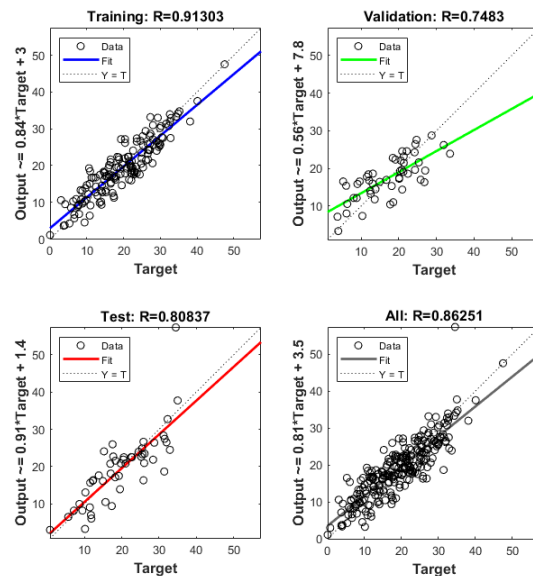 Training: R=0.91303
Output ~= 0.84*Target + 3
50
40
30
20
10
0
Data
Fit
Y = T
0 10 20 30 40 50
Target
Validation: R=0.7483
Output ~= 0.56*Target + 7.8
50
40
30
20
10
Data
Fit
Y = T
10 20 30 40 50
Target
Test: R=0.80837
Output ~= 0.91*Target + 1.4
50
40
30
20
10
Data
Fit
Y = T
10 20 30 40 50
Target
All: R=0.86251
Output ~= 0.81*Target + 3.5
50
40
30
20
10
0
Data
Fit
Y = T
0 10 20 30 40 50
Target